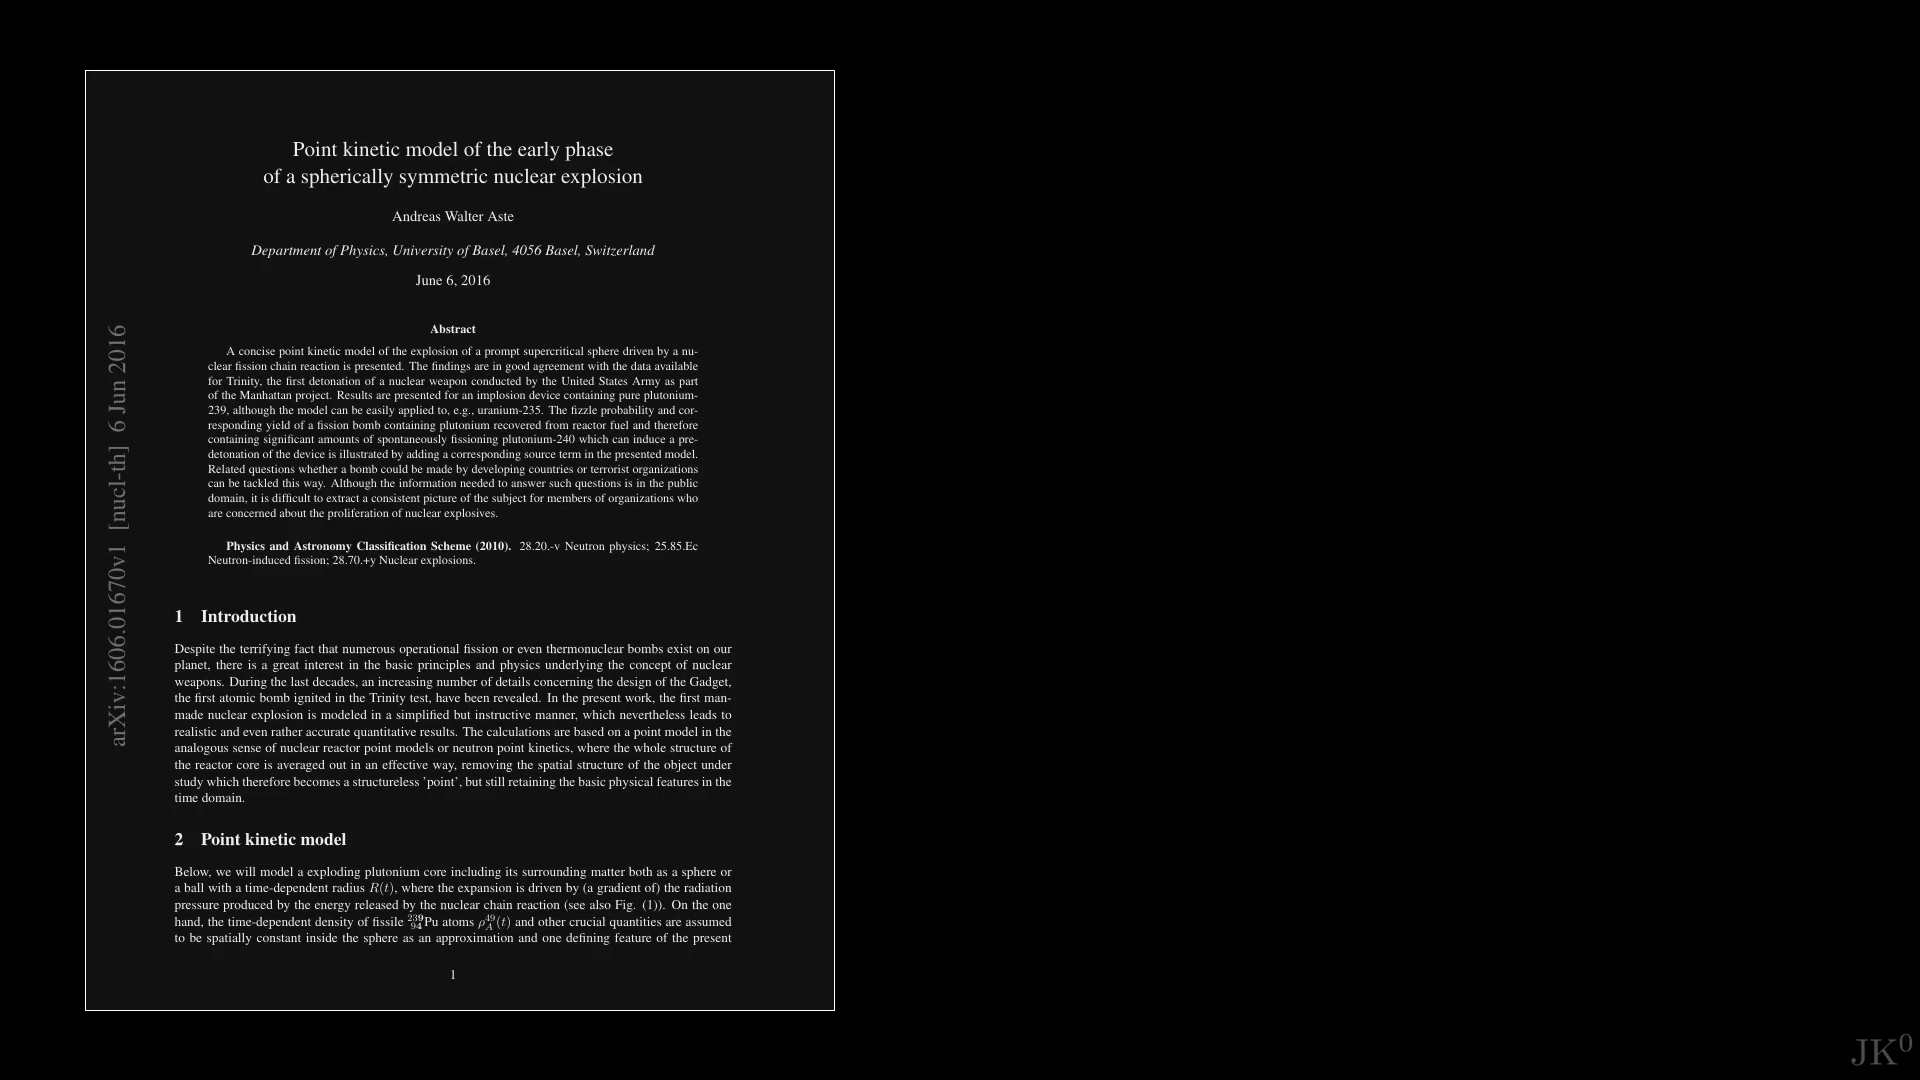 Point kinetic model of the early phase
of a spherically symmetric nuclear explosion
Andreas Walter Aste
Department of Physics, University of Basel, 4056 Basel, Switzerland
June 6, 2016
arXiv:1606.01670v1 [nucl-th] 6 Jun 2016
Abstract
A concise point kinetic model of the explosion of a prompt supercritical sphere driven by a nu-
clear fission chain reaction is presented. The findings are in good agreement with the data available
for Trinity, the first detonation of a nuclear weapon conducted by the United States Army as part
of the Manhattan project. Results are presented for an implosion device containing pure plutonium-
239, although the model can be easily applied to, e.g., uranium-235. The fizzle probability and cor-
responding yield of a fission bomb containing plutonium recovered from reactor fuel and therefore
containing significant amounts of spontaneously fissioning plutonium-240 which can induce a pre-
detonation of the device is illustrated by adding a corresponding source term in the presented model.
Related questions whether a bomb could be made by developing countries or terrorist organizations
can be tackled this way. Although the information needed to answer such questions is in the public
domain, it is difficult to extract a consistent picture of the subject for members of organizations who
are concerned about the proliferation of nuclear explosives.
Physics and Astronomy Classification Scheme (2010). 28.20.-v Neutron physics; 25.85.Ec
Neutron-induced fission; 28.70.+y Nuclear explosions.
1 Introduction
Despite the terrifying fact that numerous operational fission or even thermonuclear bombs exist on our
planet, there is a great interest in the basic principles and physics underlying the concept of nuclear
weapons. During the last decades, an increasing number of details concerning the design of the Gadget,
the first atomic bomb ignited in the Trinity test, have been revealed. In the present work, the first man-
made nuclear explosion is modeled in a simplified but instructive manner, which nevertheless leads to
realistic and even rather accurate quantitative results. The calculations are based on a point model in the
analogous sense of nuclear reactor point models or neutron point kinetics, where the whole structure of
the reactor core is averaged out in an effective way, removing the spatial structure of the object under
study which therefore becomes a structureless 'point', but still retaining the basic physical features in the
time domain.
2 Point kinetic model
Below, we will model a exploding plutonium core including its surrounding matter both as a sphere or
a ball with a time-dependent radius R(t), where the expansion is driven by (a gradient of) the radiation
pressure produced by the energy released by the nuclear chain reaction (see also Fig. (1)). On the one
hand, the time-dependent density of fissile ²³⁹₉₄Pu atoms ρ_A^49(t) and other crucial quantities are assumed
to be spatially constant inside the sphere as an approximation and one defining feature of the present
1
JK⁰